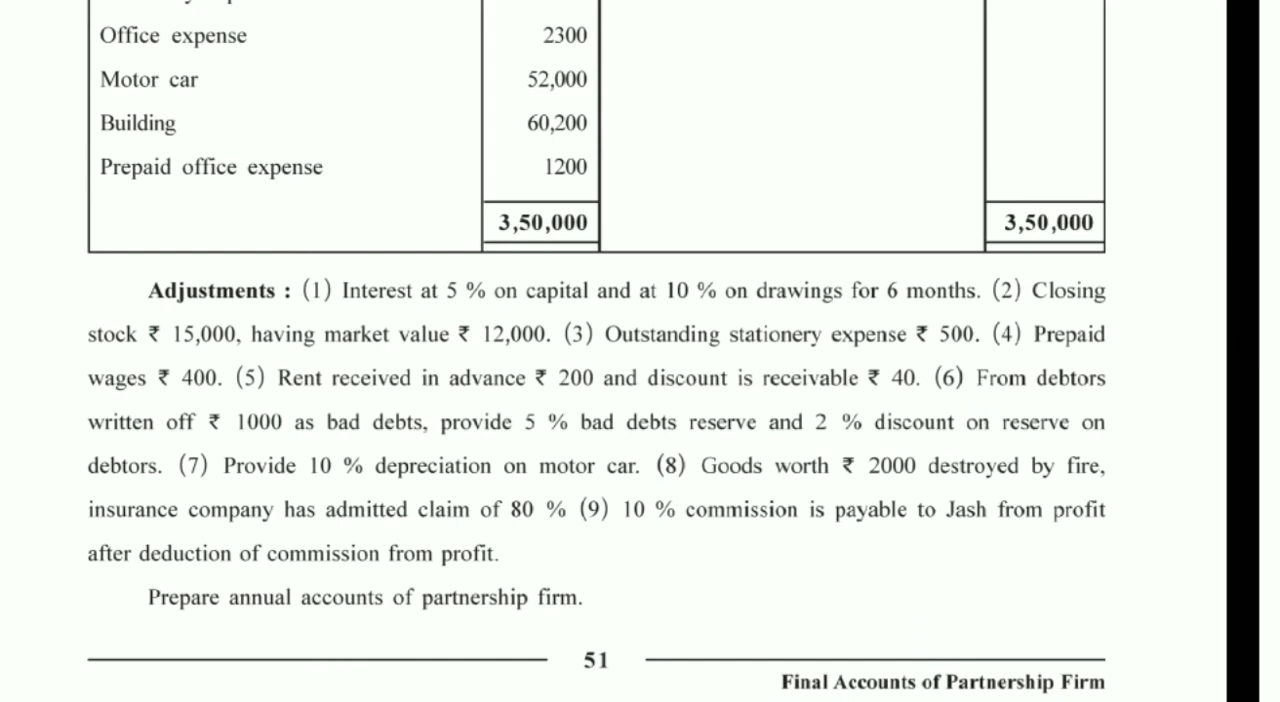 Office expense 2300
Motor car 52,000
Building 60,200
Prepaid office expense 1200
3,50,000 3,50,000
Adjustments : (1) Interest at 5 % on capital and at 10 % on drawings for 6 months. (2) Closing
stock ₹ 15,000, having market value ₹ 12,000. (3) Outstanding stationery expense ₹ 500. (4) Prepaid
wages ₹ 400. (5) Rent received in advance ₹ 200 and discount is receivable ₹ 40. (6) From debtors
written off ₹ 1000 as bad debts, provide 5 % bad debts reserve and 2 % discount on reserve on
debtors. (7) Provide 10 % depreciation on motor car. (8) Goods worth ₹ 2000 destroyed by fire,
insurance company has admitted claim of 80 % (9) 10 % commission is payable to Jash from profit
after deduction of commission from profit.
Prepare annual accounts of partnership firm.
51
Final Accounts of Partnership Firm